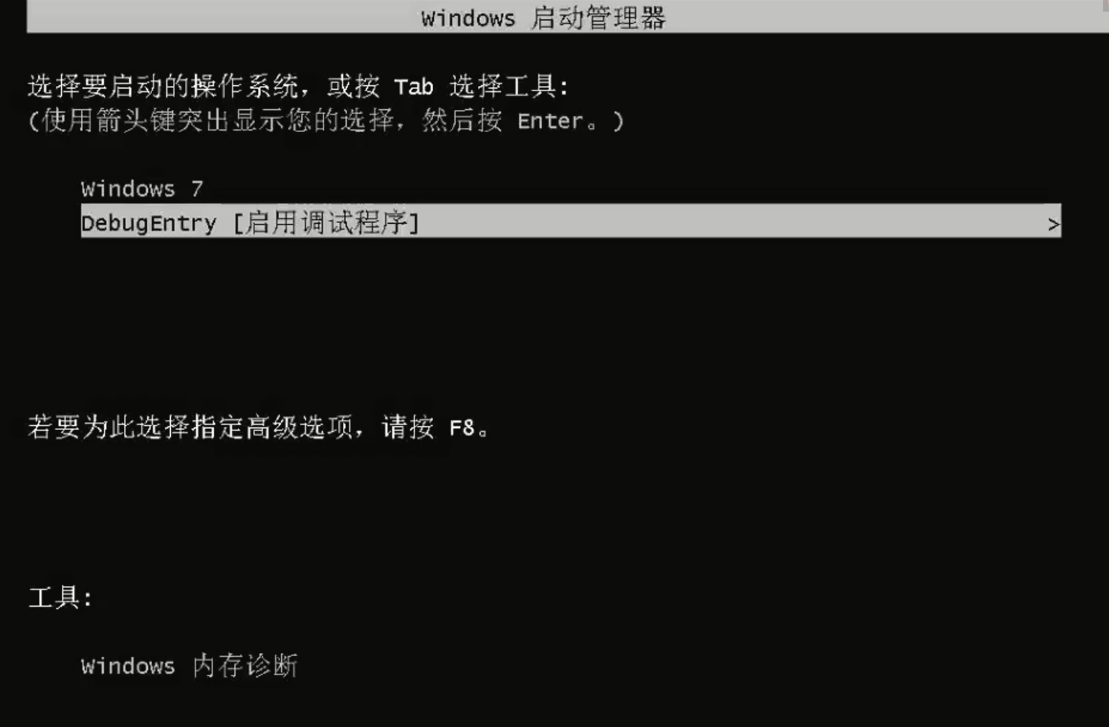 Windows 启动管理器
选择要启动的操作系统，或按 Tab 选择工具:
(使用箭头键突出显示您的选择，然后按 Enter。)
Windows 7
DebugEntry [启用调试程序] >
若要为此选择指定高级选项，请按 F8。
工具:
Windows 内存诊断